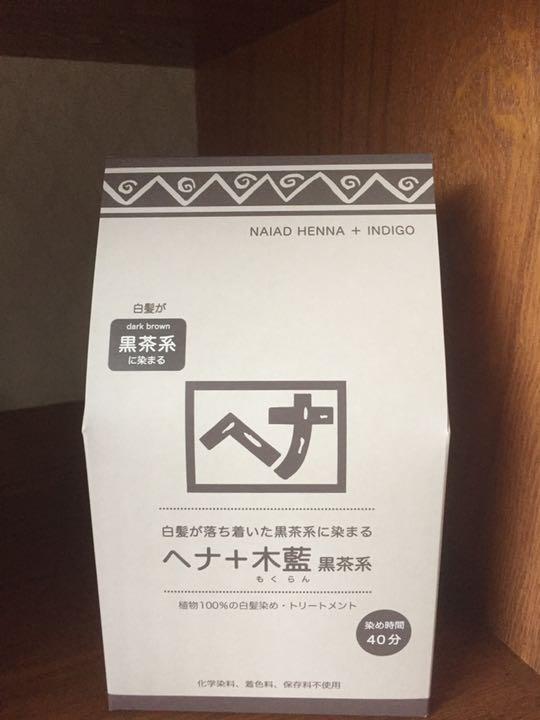 NAIAD HENNA + INDIGO
白髪が
dark brown
黒茶系
に染まる
ヘナ
白髪が落ち着いた黒茶系に染まる
ヘナ+木藍 黒茶系
もくらん
植物100%の白髪染め・トリートメント
染め時間
40分
化学染料、着色料、保存料不使用